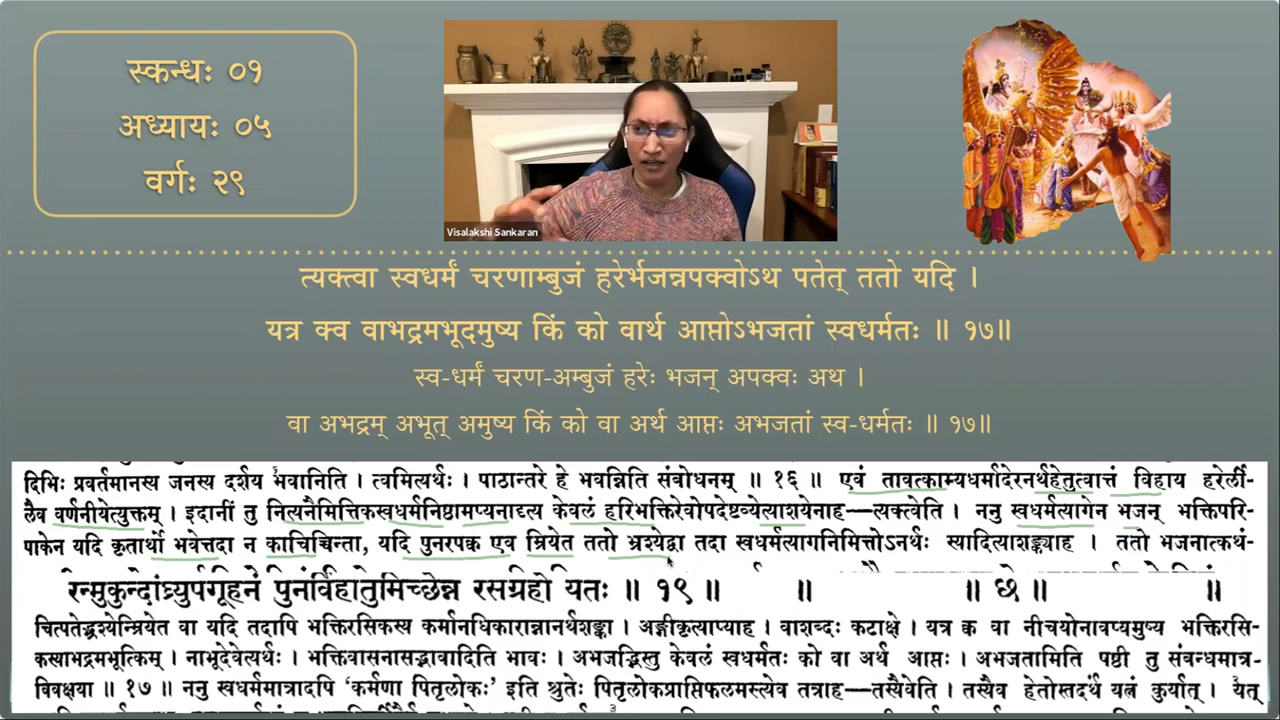 स्कन्धः ०१
अध्यायः ०५
वर्गः २९
Visalakshi Sankaran
त्यक्त्वा स्वधर्मं चरणाम्बुजं हरेर्भजन्नपक्वोऽथ पतेत् ततो यदि ।
यत्र क्व वाभद्रमभूदमुष्य किं को वार्थ आप्तोऽभजतां स्वधर्मतः ॥ १७॥
स्व-धर्मं चरण-अम्बुजं हरेः भजन् अपक्वः अथ ।
वा अभद्रम् अभूत् अमुष्य किं को वा अर्थ आप्तः अभजतां स्व-धर्मतः ॥ १७॥
दिभिः प्रवर्तमानस्य जनस्य दर्शय भवानिति । त्वमित्यर्थः । पाठान्तरे हे भवन्निति संबोधनम् ॥ १६ ॥ एवं तावत्काम्यधर्मादेरनर्थहेतुत्वात्तं विहाय हरेर्ली-
लैव वर्णनीयेत्युक्तम् । इदानीं तु नित्यनैमित्तिकस्वधर्मनिष्ठामप्यनादृत्य केवलं हरिभक्तिरेवोपदेष्टव्येत्याशयेनाह—त्यक्त्वेति । ननु स्वधर्मत्यागेन भजन् भक्तिपरि-
पाकेन यदि कृतार्थो भवेत्तदा न काचिच्चिन्ता, यदि पुनरपक्व एव म्रियेत ततो भ्रश्येद्वा तदा स्वधर्मत्यागनिमित्तोऽनर्थः स्यादित्याशङ्क्याह । ततो भजनात्कथं-
रन्मुकुन्दांघ्र्युपगूहनं पुनर्विहातुमिच्छेन्न रसग्रहो यतः ॥ १९ ॥ ॥ ॥ छ ॥ ॥
चित्पतेद्भ्रश्येन्म्रियेत वा यदि तदापि भक्तिरसिकस्य कर्मानधिकारान्नानर्थशङ्का । अङ्गीकृत्याप्याह । वाशब्दः कटाक्षे । यत्र क्व वा नीचयोनावप्यमुष्य भक्तिरसि-
कस्याभद्रमभूत्किम् । नाभूदेवेत्यर्थः । भक्तिवासनासद्भावादिति भावः । अभजद्भिस्तु केवलं स्वधर्मतः को वा अर्थ आप्तः । अभजतामिति षष्ठी तु संबन्धमात्र-
विवक्षया ॥ १७ ॥ ननु स्वधर्ममात्रादपि ‘कर्मणा पितृलोकः’ इति श्रुतेः पितृलोकप्राप्तिफलमस्त्येव तत्राह—तस्यैवेति । तस्यैव हेतोस्तदर्थं यत्नं कुर्यात् । यत्